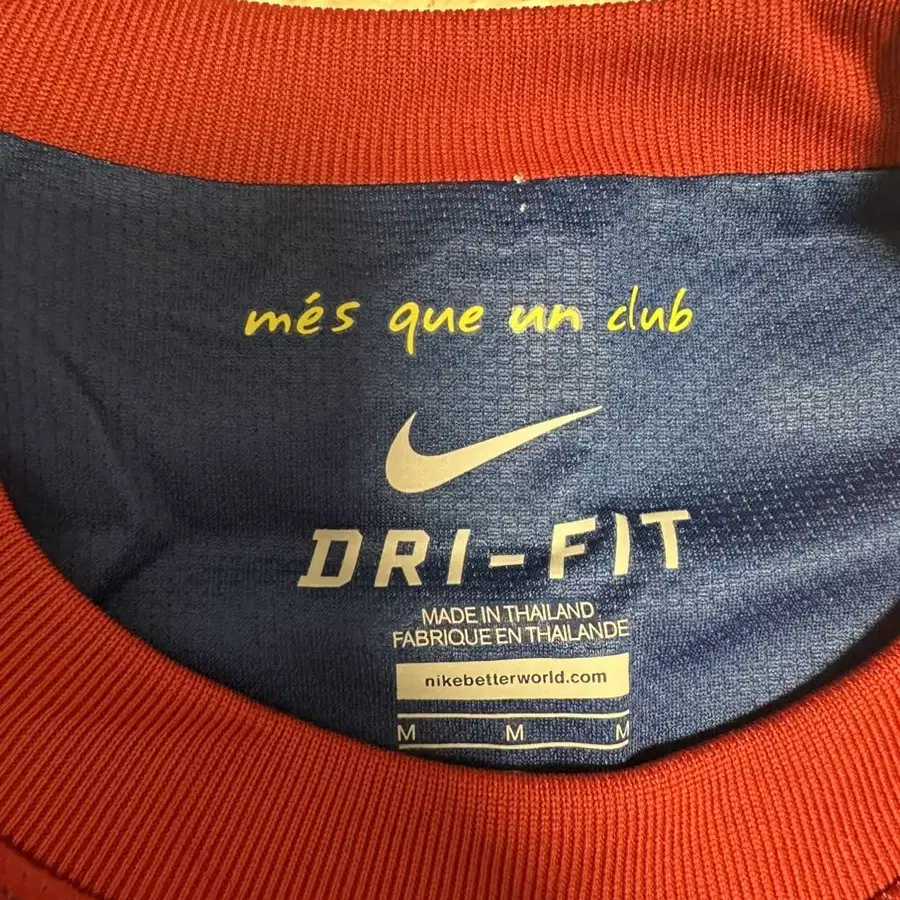 més que un club
DRI-FIT
MADE IN THAILAND
FABRIQUE EN THAILANDE
nikebetterworld.com
M M M